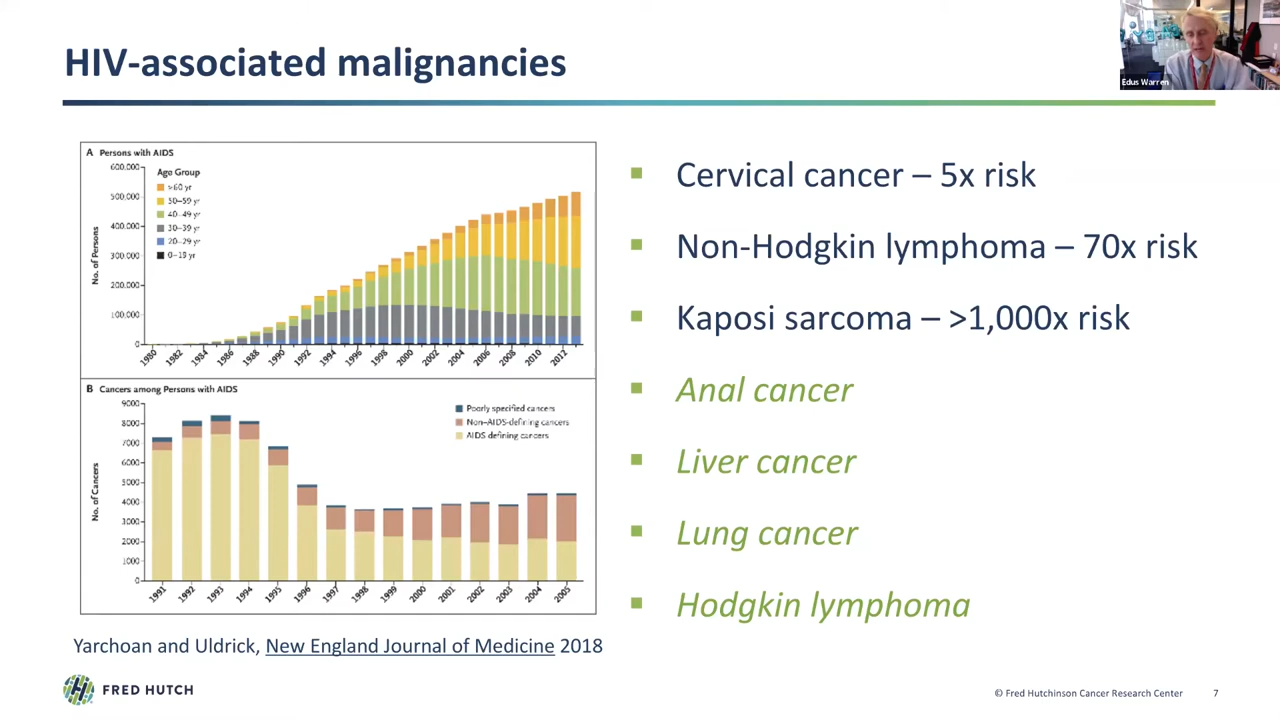 HIV-associated malignancies
Edus Warren
A Persons with AIDS
600,000
500,000
400,000
300,000
200,000
100,000
0
No. of Persons
Age Group
>60 yr
50–59 yr
40–49 yr
30–39 yr
20–29 yr
0–19 yr
1980 1982 1984 1986 1988 1990 1992 1994 1996 1998 2000 2002 2004 2006 2008 2010 2012
B Cancers among Persons with AIDS
9000
8000
7000
6000
5000
4000
3000
2000
1000
0
No. of Cancers
Poorly specified cancers
Non–AIDS-defining cancers
AIDS defining cancers
1991 1992 1993 1994 1995 1996 1997 1998 1999 2000 2001 2002 2003 2004 2005
Yarchoan and Uldrick, New England Journal of Medicine 2018
Cervical cancer – 5x risk
Non-Hodgkin lymphoma – 70x risk
Kaposi sarcoma – >1,000x risk
Anal cancer
Liver cancer
Lung cancer
Hodgkin lymphoma
FRED HUTCH
© Fred Hutchinson Cancer Research Center
7